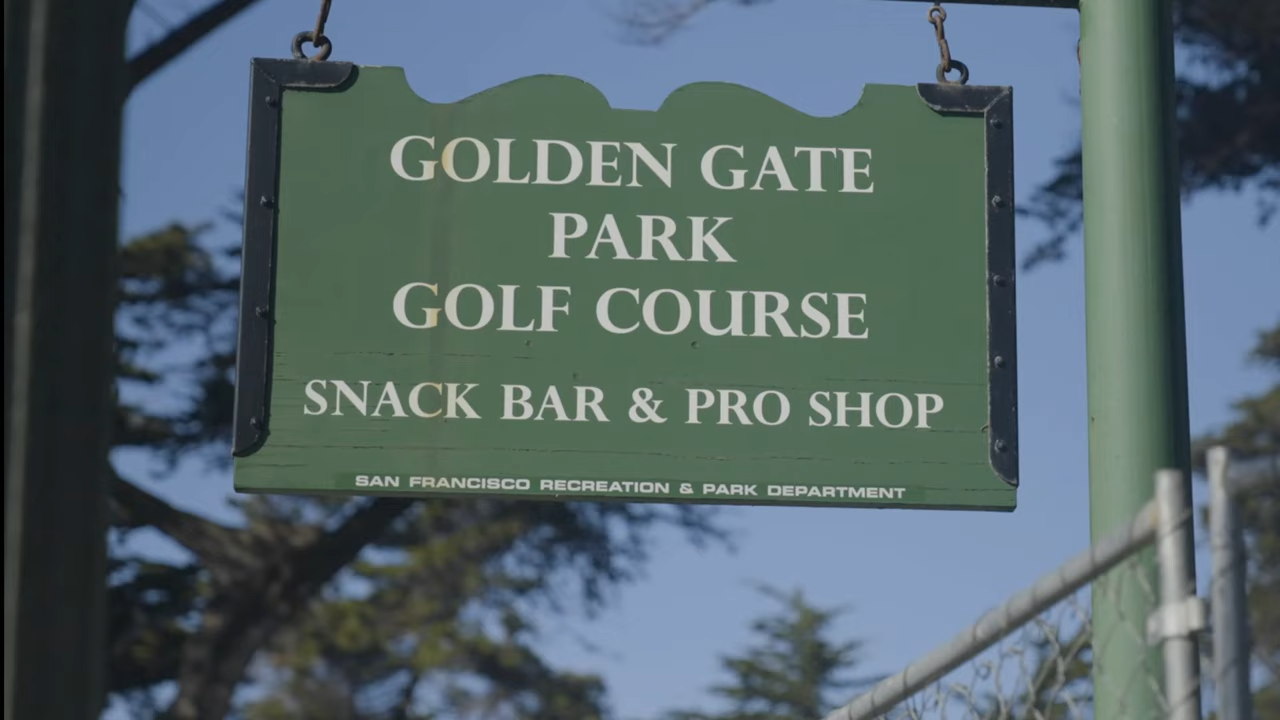 GOLDEN GATE
PARK
GOLF COURSE
SNACK BAR & PRO SHOP
SAN FRANCISCO RECREATION & PARK DEPARTMENT